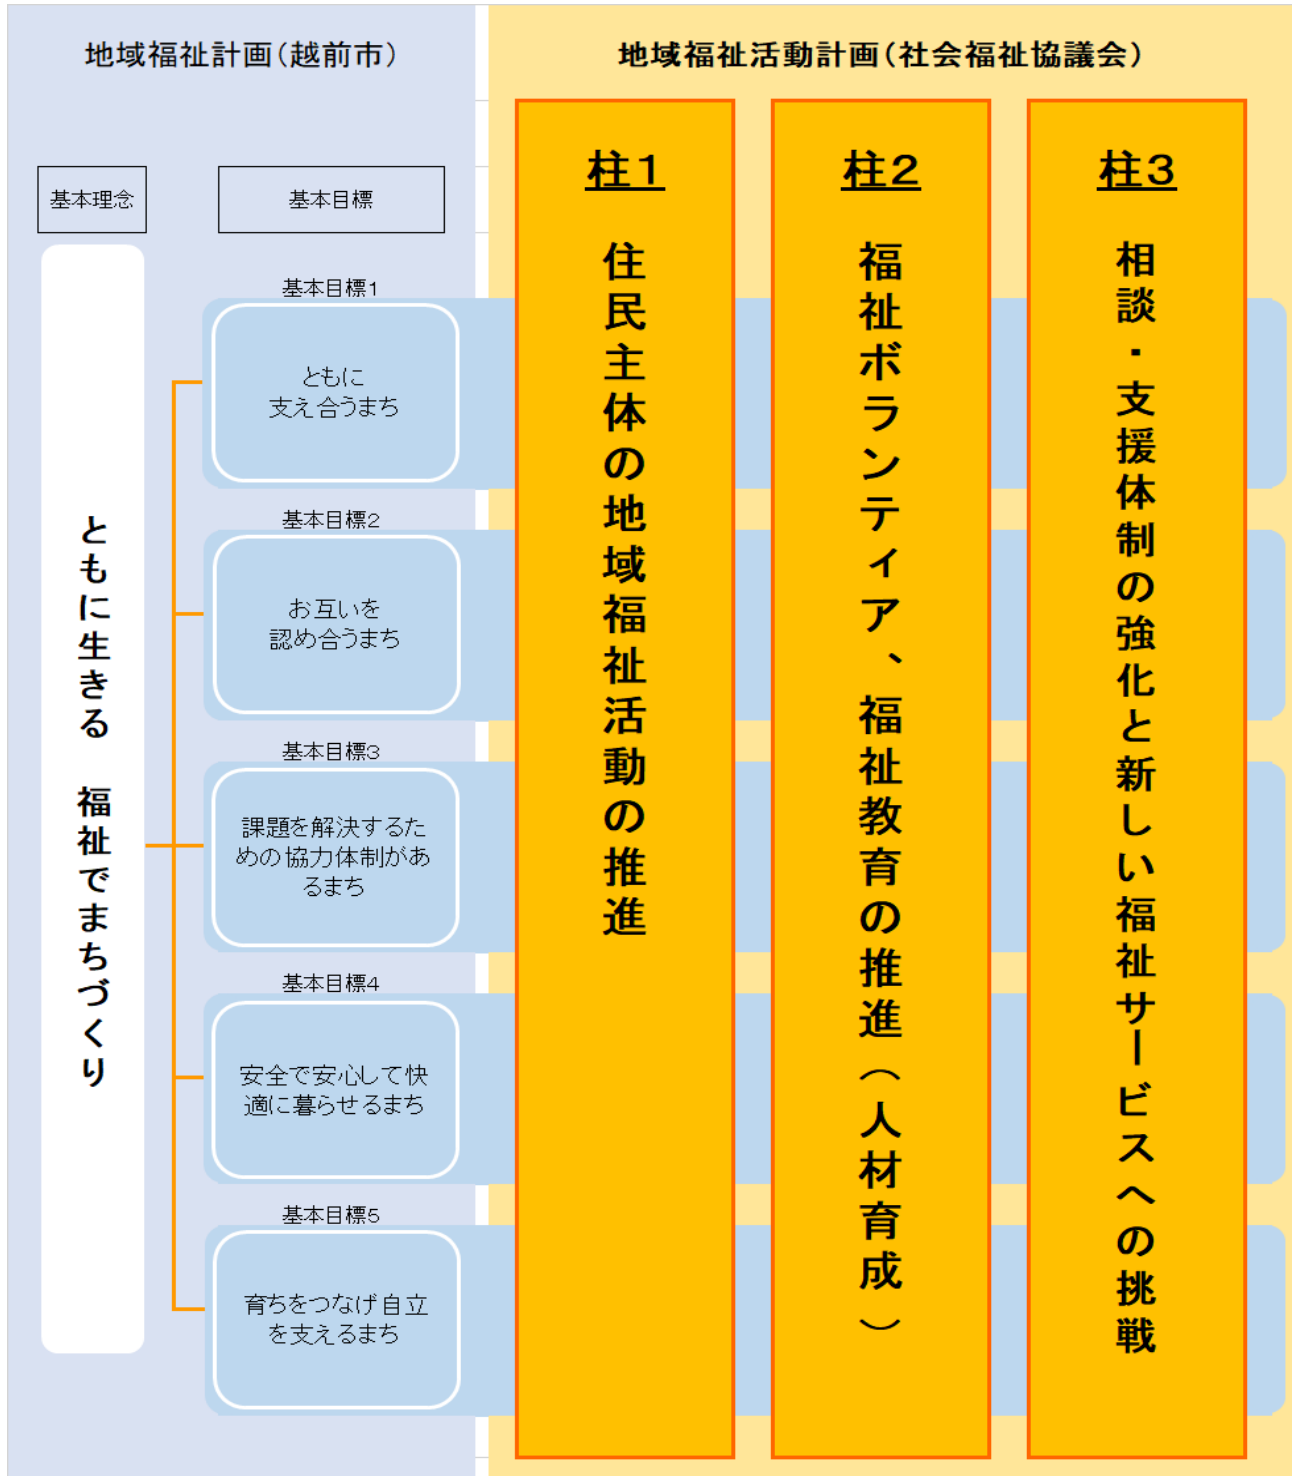 地域福祉計画(越前市)
地域福祉活動計画(社会福祉協議会)
基本理念
基本目標
ともに生きる　福祉でまちづくり
基本目標1
ともに
支え合うまち
基本目標2
お互いを
認め合うまち
基本目標3
課題を解決するた
めの協力体制があ
るまち
基本目標4
安全で安心して快
適に暮らせるまち
基本目標5
育ちをつなげ自立
を支えるまち
柱1
住民主体の地域福祉活動の推進
柱2
福祉ボランティア、福祉教育の推進(人材育成)
柱3
相談・支援体制の強化と新しい福祉サービスへの挑戦